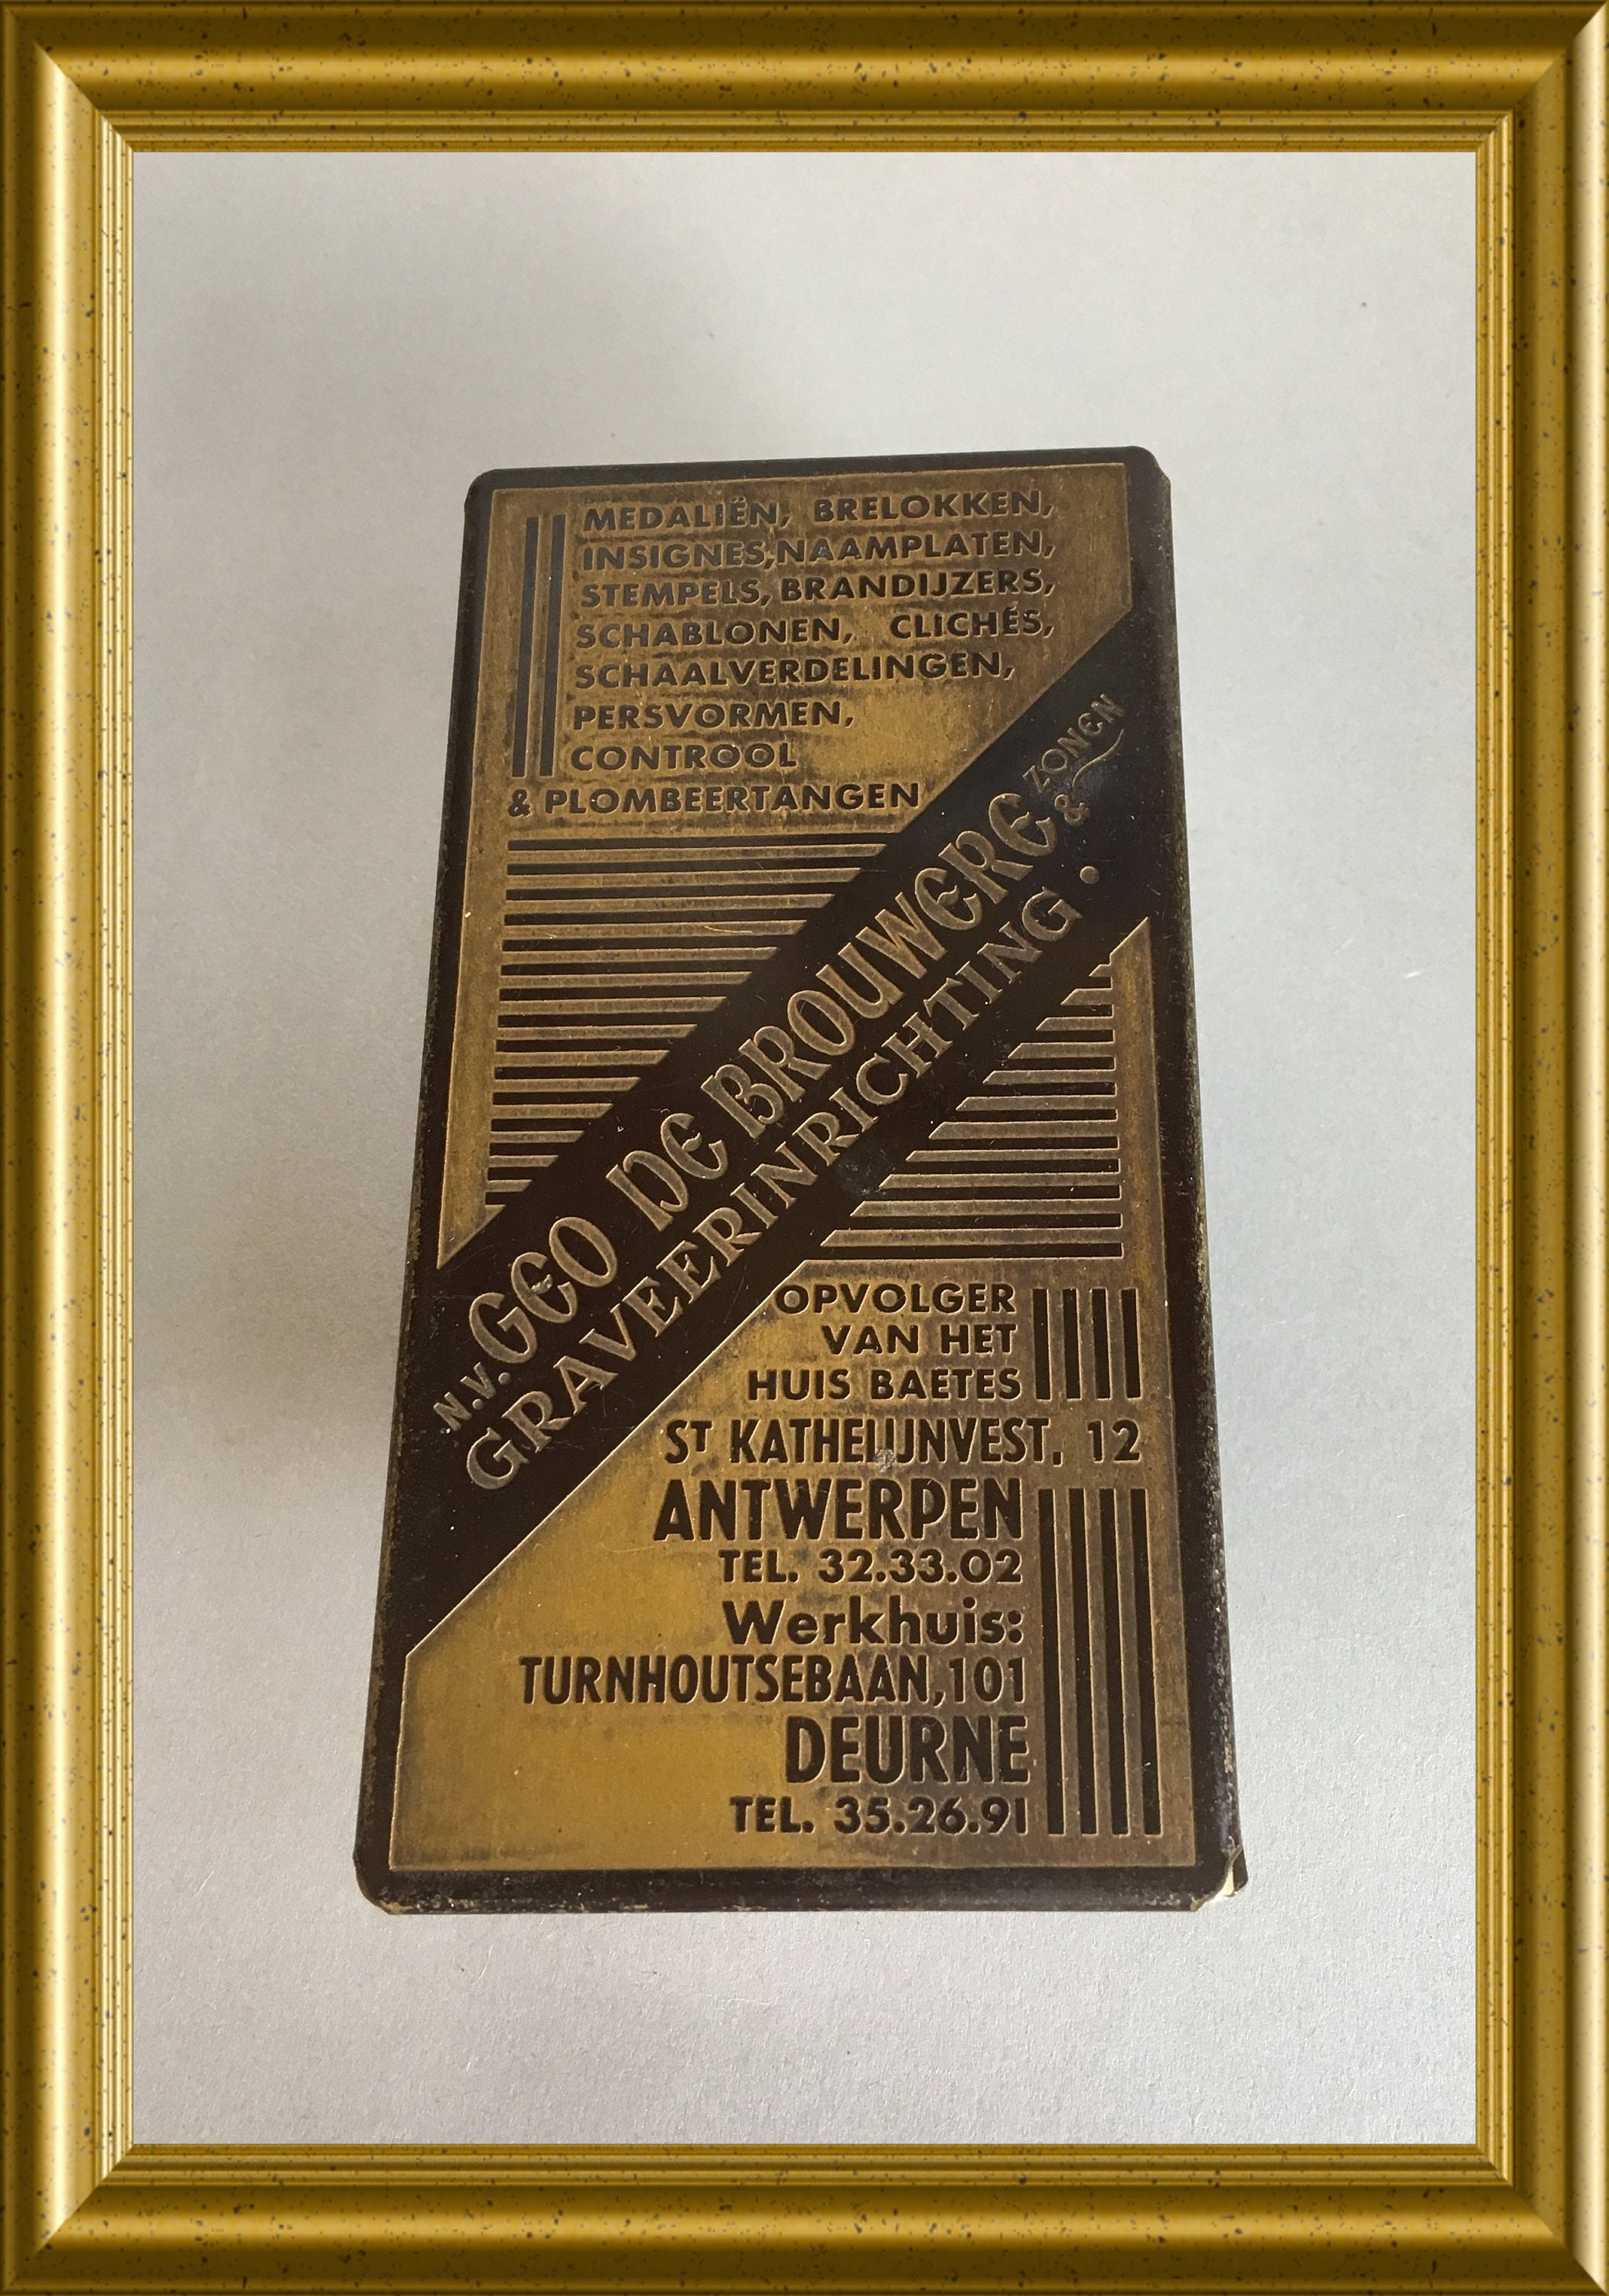 MEDALIËN, BRELOKKEN,
INSIGNES, NAAMPLATEN,
STEMPELS, BRANDIJZERS,
SCHABLONEN, CLICHÉS,
SCHAALVERDELINGEN,
PERSVORMEN,
CONTROOL
& PLOMBEERTANGEN
N.V. GEO DE BROUWERE & ZONEN
GRAVEERINRICHTING.
OPVOLGER
VAN HET
HUIS BAETES
ST KATHELIJNVEST, 12
ANTWERPEN
TEL. 32.33.02
Werkhuis:
TURNHOUTSEBAAN, 101
DEURNE
TEL. 35.26.91